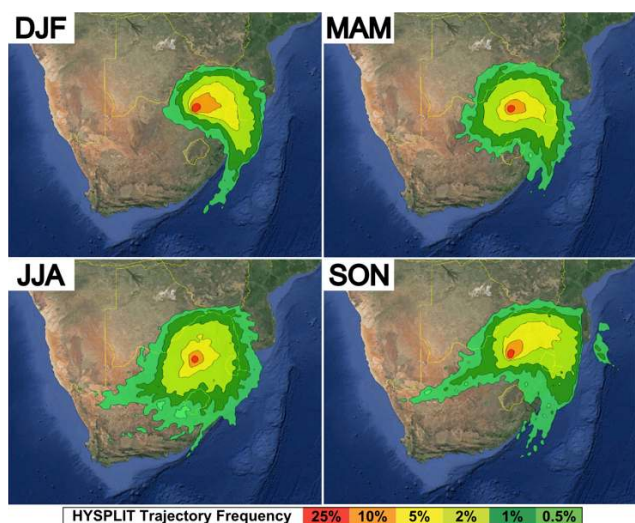 DJF
MAM
JJA
SON
HYSPLIT Trajectory Frequency 25% 10% 5% 2% 1% 0.5%